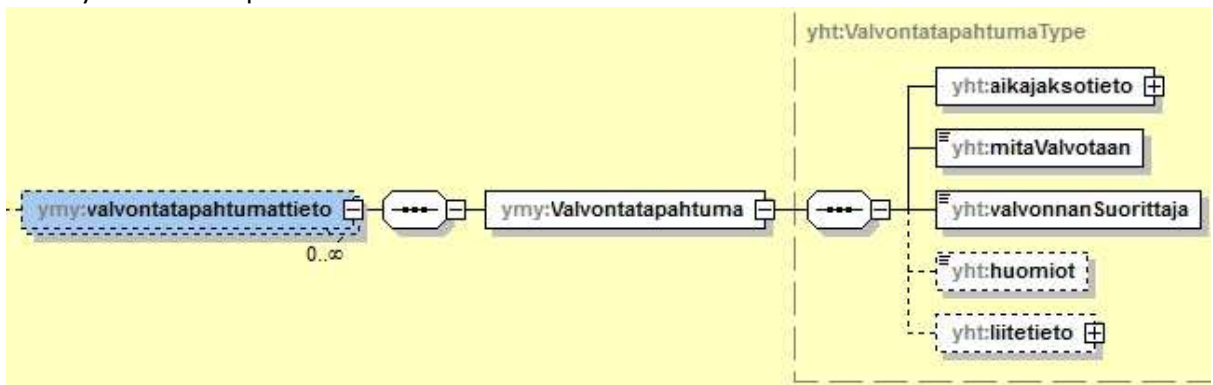 yht:ValvontatapahtumaType
yht:aikajaksotieto
yht:mitaValvotaan
ymy:valvontatapahtumattieto
ymy:Valvontatapahtuma
yht:valvonnanSuorittaja
0..∞
yht:huomiot
yht:liitetieto